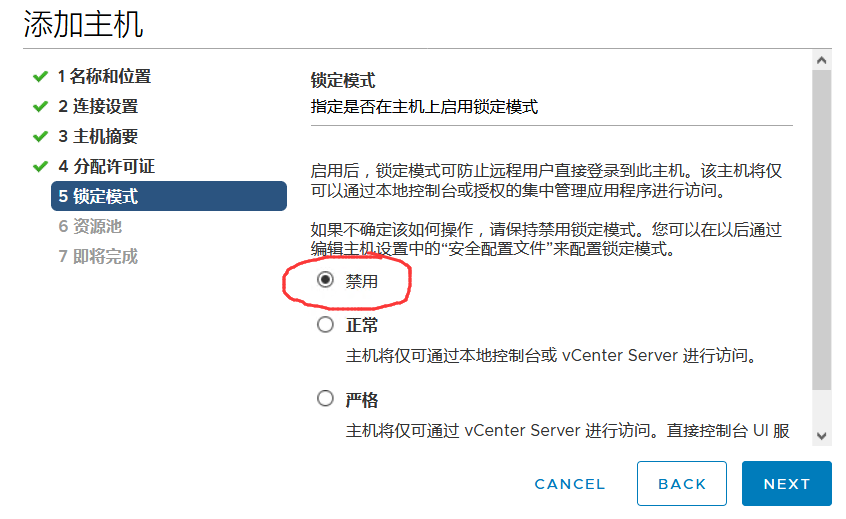 添加主机
1 名称和位置
2 连接设置
3 主机摘要
4 分配许可证
5 锁定模式
6 资源池
7 即将完成
锁定模式
指定是否在主机上启用锁定模式
启用后，锁定模式可防止远程用户直接登录到此主机。该主机将仅
可以通过本地控制台或授权的集中管理应用程序进行访问。
如果不确定该如何操作，请保持禁用锁定模式。您可以在以后通过
编辑主机设置中的“安全配置文件”来配置锁定模式。
禁用
正常
主机将仅可通过本地控制台或 vCenter Server 进行访问。
严格
主机将仅可通过 vCenter Server 进行访问。直接控制台 UI 服
CANCEL
BACK
NEXT